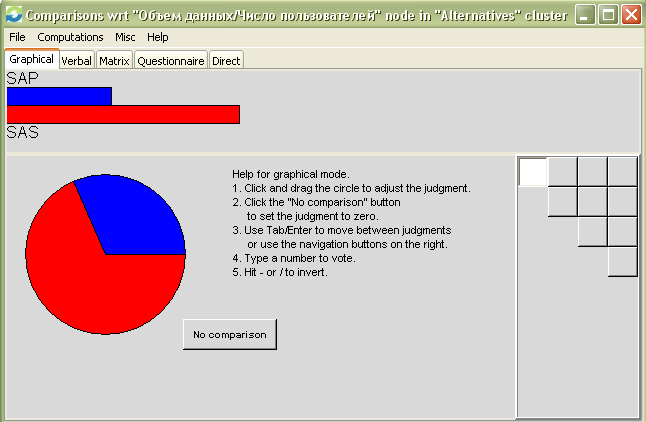 Comparisons wrt "Объем данных/Число пользователей" node in "Alternatives" cluster
File Computations Misc Help
Graphical Verbal Matrix Questionnaire Direct
SAP
SAS
Help for graphical mode.
1. Click and drag the circle to adjust the judgment.
2. Click the "No comparison" button
to set the judgment to zero.
3. Use Tab/Enter to move between judgments
or use the navigation buttons on the right.
4. Type a number to vote.
5. Hit - or / to invert.
No comparison